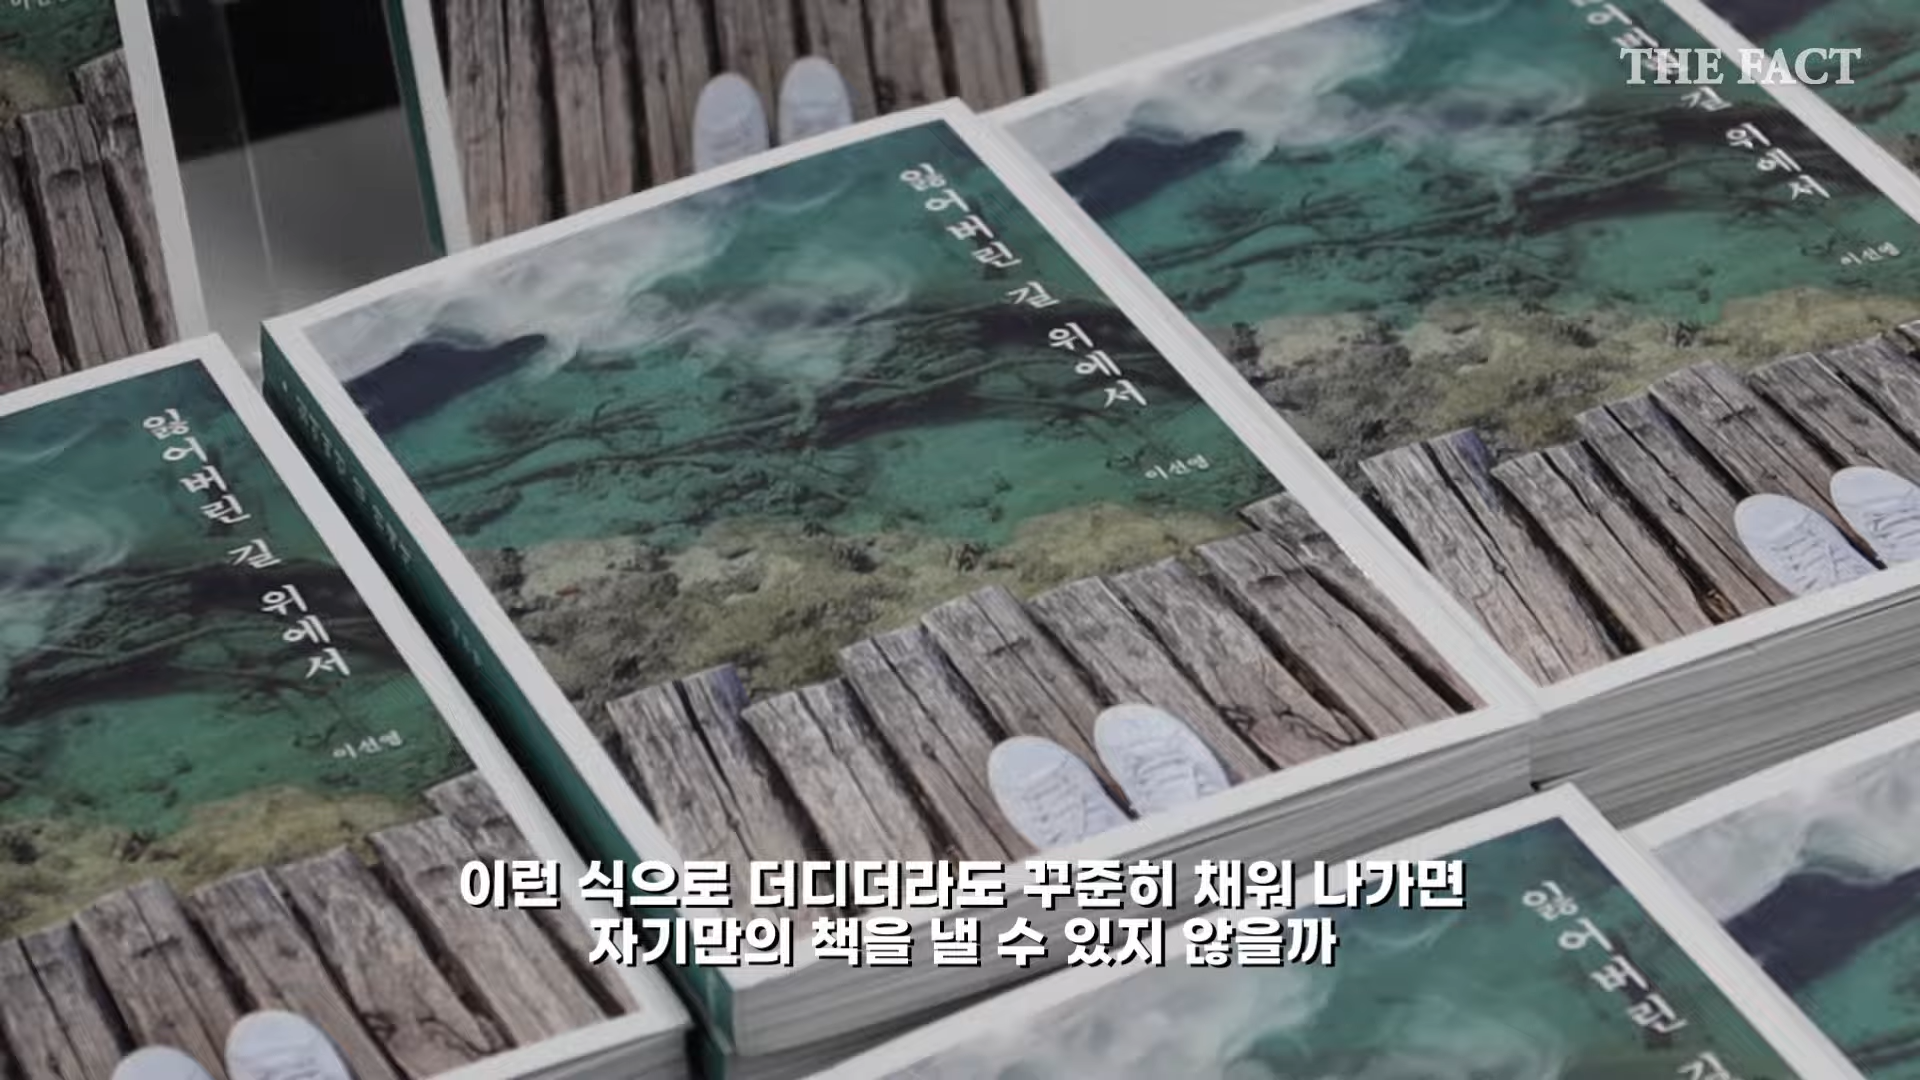 THE FACT
잃어버린 길 위에서
이선영
어버
길 위에서
이선영
잃어버린 길 위에서
이선영
잃어버린 길
이런 식으로 더디더라도 꾸준히 채워 나가면
자기만의 책을 낼 수 있지 않을까